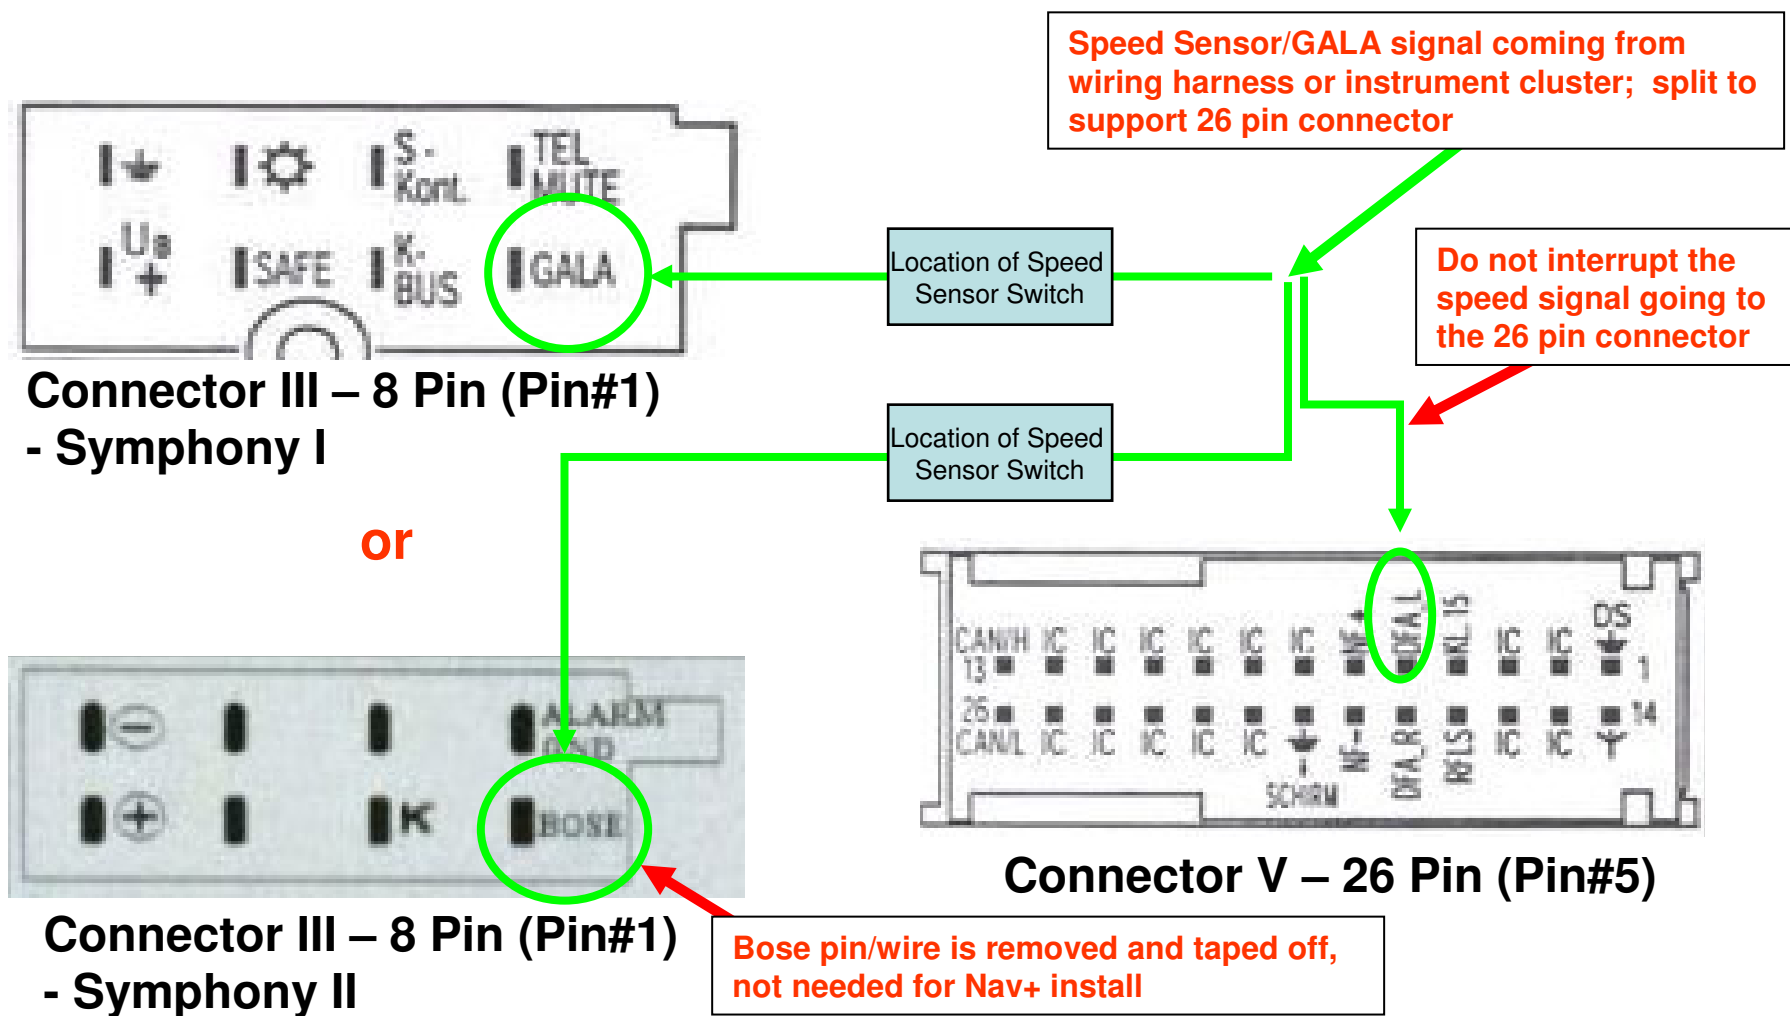 Speed Sensor/GALA signal coming from
wiring harness or instrument cluster;  split to
support 26 pin connector
S -
Kont.
TEL
MUTE
UB
+
SAFE
K-
BUS
GALA
Location of Speed
Sensor Switch
Do not interrupt the
speed signal going to
the 26 pin connector
Connector III – 8 Pin (Pin#1)
- Symphony I
Location of Speed
Sensor Switch
or
CAN/H IC IC IC IC IC IC NF+ DFA_L KL.15 IC IC DS
13 1
26 14
CAN/L IC IC IC IC IC NF- DFA_R RFLS IC IC
- SCHIRM
ALARM
K
BOSE
Connector V – 26 Pin (Pin#5)
Connector III – 8 Pin (Pin#1)
- Symphony II
Bose pin/wire is removed and taped off,
not needed for Nav+ install